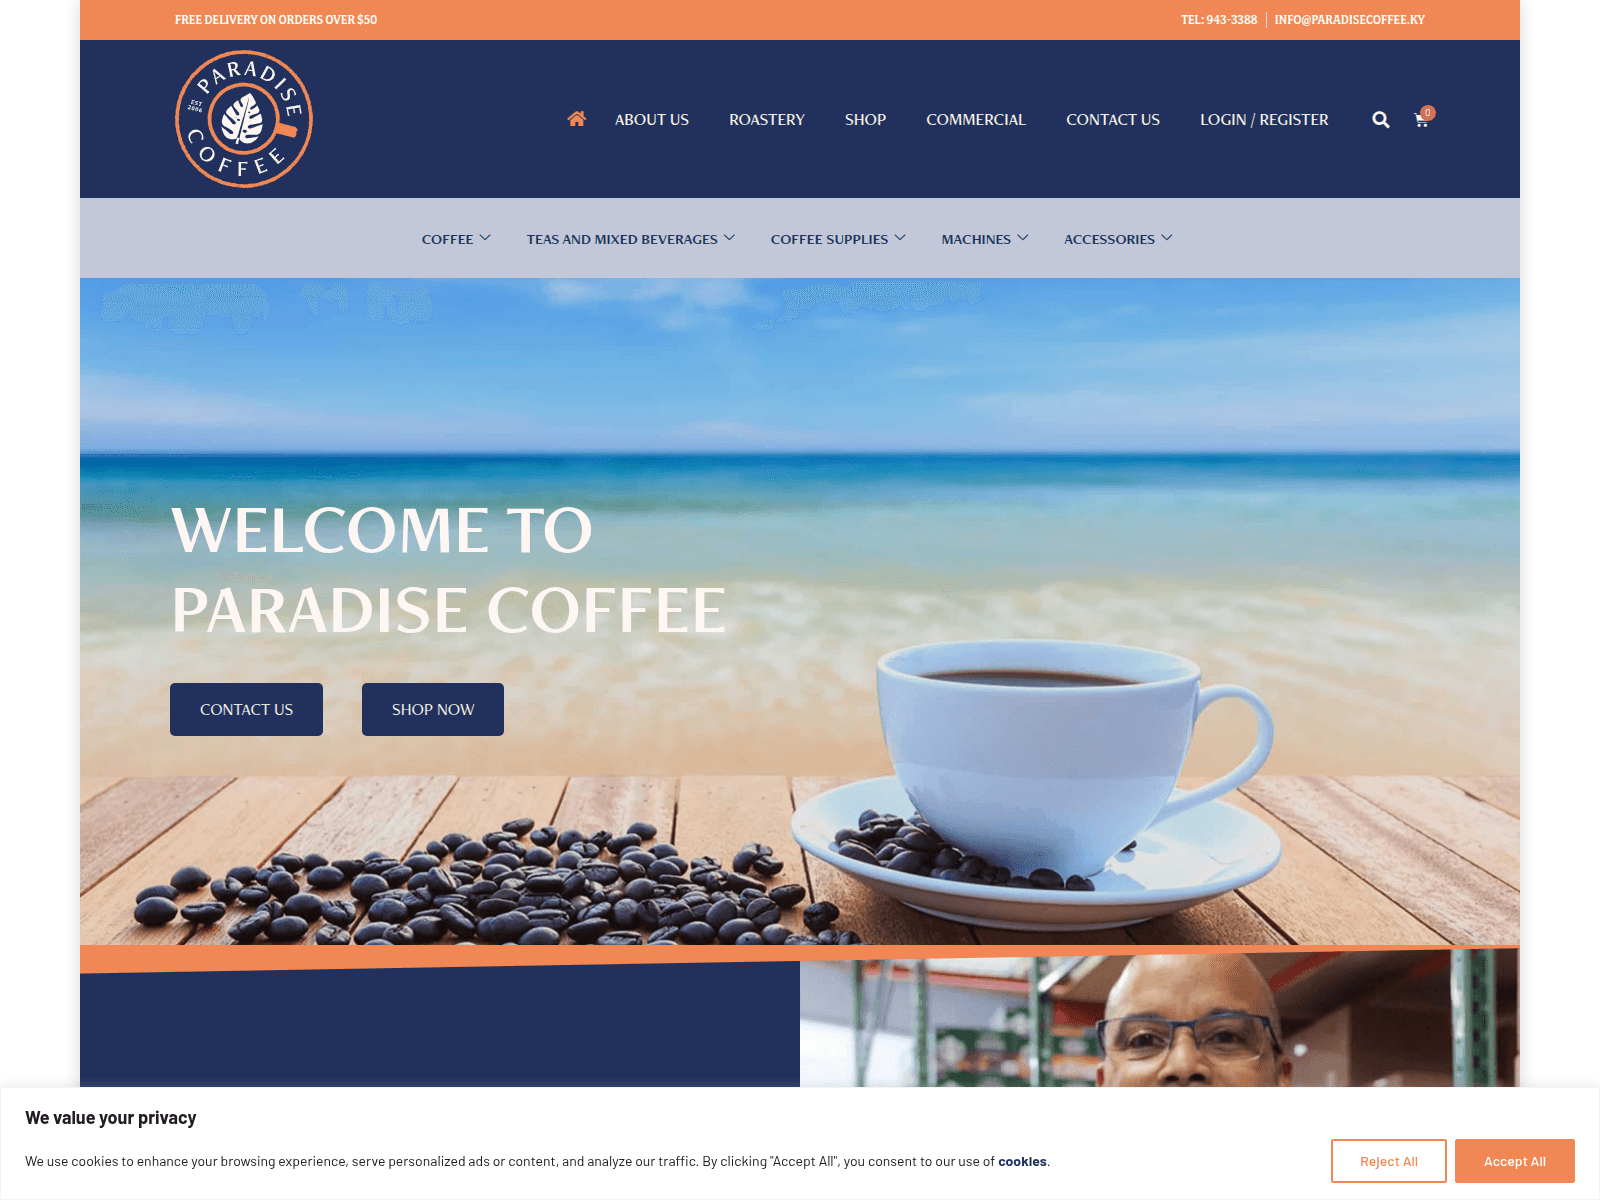 FREE DELIVERY ON ORDERS OVER $50
TEL: 943-3388
INFO@PARADISECOFFEE.KY
PARADISE
EST
2006
COFFEE
ABOUT US
ROASTERY
SHOP
COMMERCIAL
CONTACT US
LOGIN / REGISTER
0
COFFEE
TEAS AND MIXED BEVERAGES
COFFEE SUPPLIES
MACHINES
ACCESSORIES
WELCOME TO
PARADISE COFFEE
CONTACT US
SHOP NOW
We value your privacy
We use cookies to enhance your browsing experience, serve personalized ads or content, and analyze our traffic. By clicking "Accept All", you consent to our use of cookies.
Reject All
Accept All